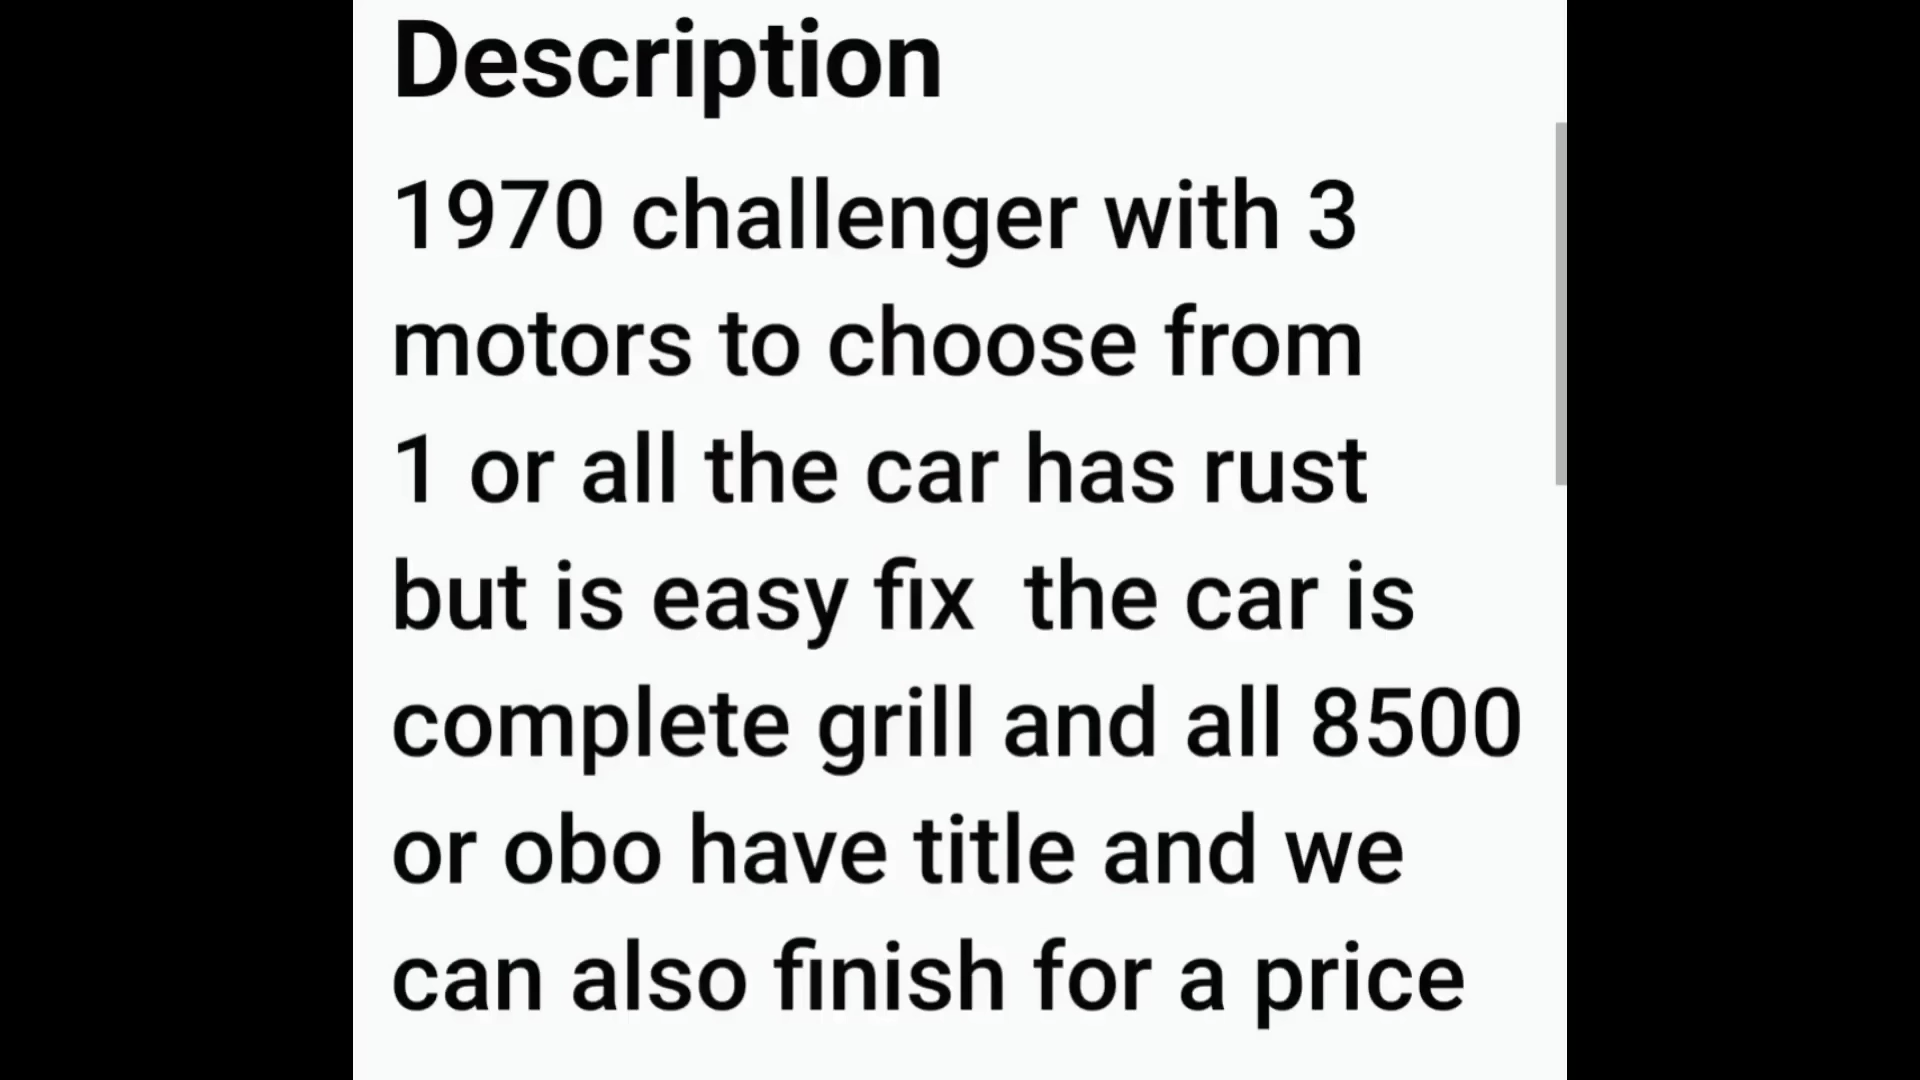 Description
1970 challenger with 3
motors to choose from
1 or all the car has rust
but is easy fix  the car is
complete grill and all 8500
or obo have title and we
can also finish for a price